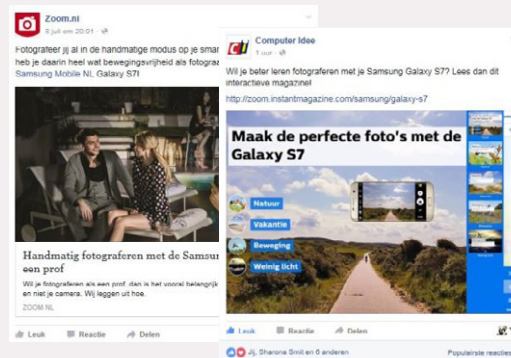 Zoom.nl
8 juli om 20:01
Fotografeer jij al in de handmatige modus op je smar
heb je daarin heel wat bewegingsvrijheid als fotograa
Samsung Mobile NL Galaxy S7!
Handmatig fotograferen met de Samsu
een prof
Wil je fotograferen als een prof, dan is het vooral belangrijk
en niet je camera. Wij leggen uit hoe.
ZOOM.NL
Leuk Reactie Delen
Computer Idee
1 uur
Wil je beter leren fotograferen met je Samsung Galaxy S7? Lees dan dit
interactieve magazine!
http://zoom.instantmagazine.com/samsung/galaxy-s7
Maak de perfecte foto's met de
Galaxy S7
Natuur
Vakantie
Beweging
Weinig licht
Leuk Reactie Delen
Jij, Sharona Smit en 6 anderen
Populairste reacties